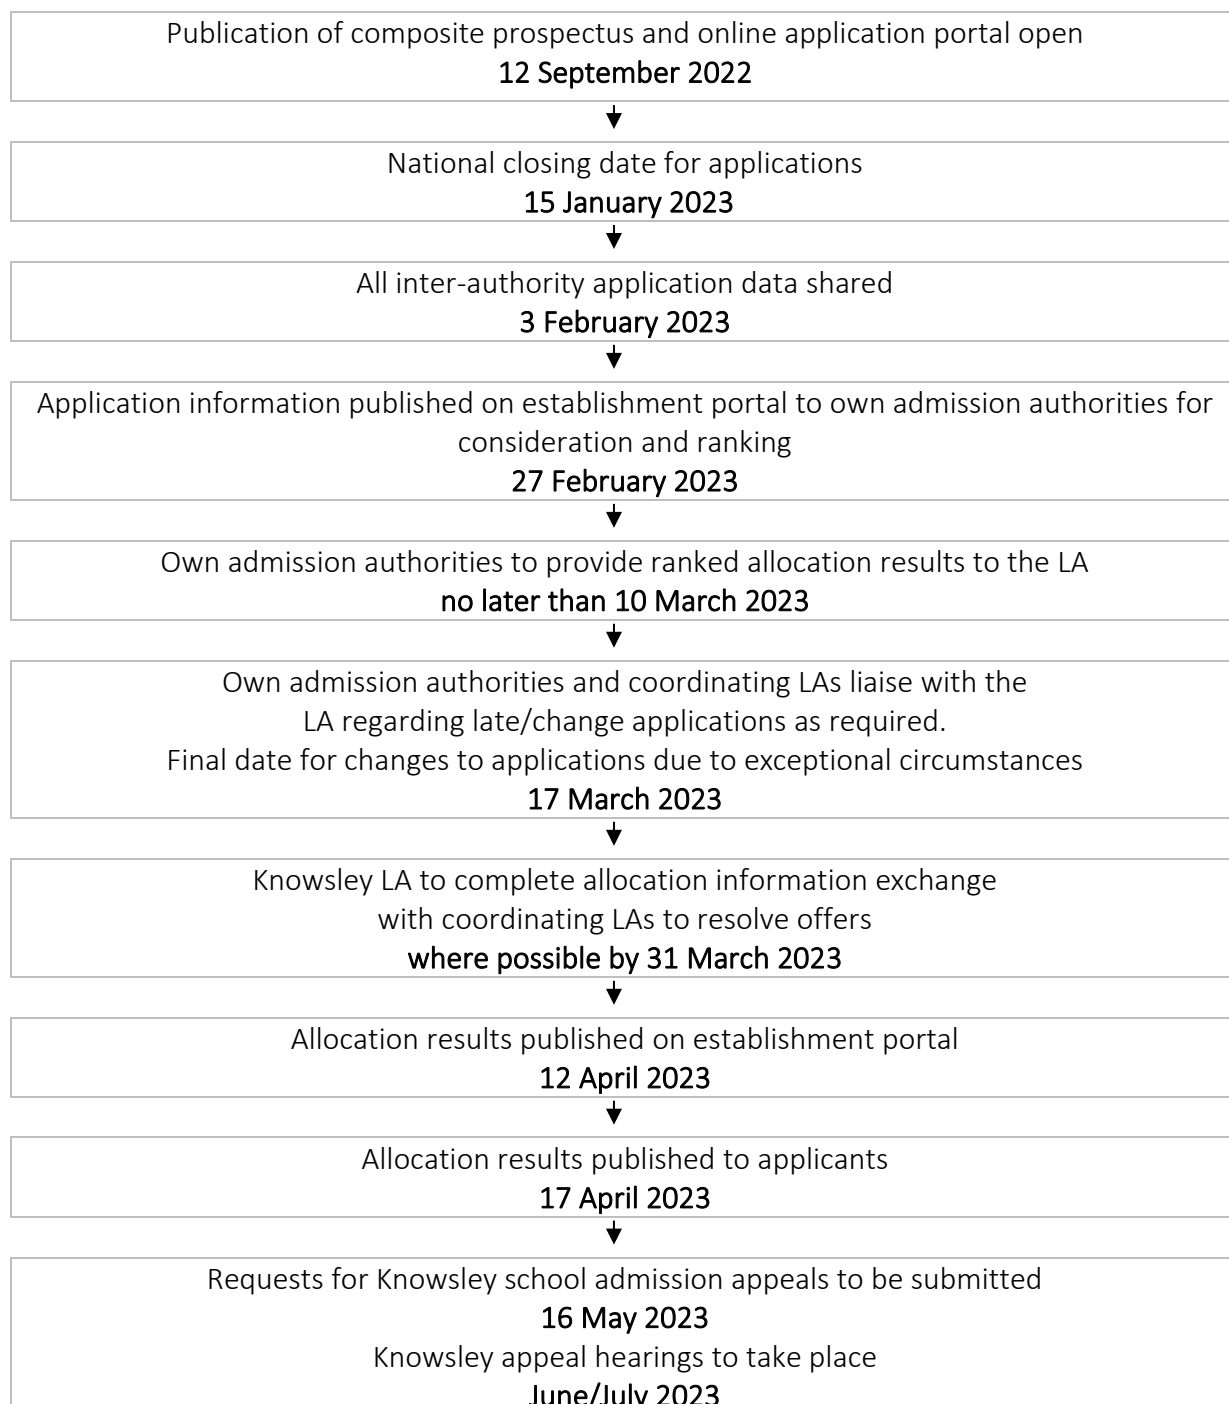 Publication of composite prospectus and online application portal open
12 September 2022
National closing date for applications
15 January 2023
All inter-authority application data shared
3 February 2023
Application information published on establishment portal to own admission authorities for
consideration and ranking
27 February 2023
Own admission authorities to provide ranked allocation results to the LA
no later than 10 March 2023
Own admission authorities and coordinating LAs liaise with the
LA regarding late/change applications as required.
Final date for changes to applications due to exceptional circumstances
17 March 2023
Knowsley LA to complete allocation information exchange
with coordinating LAs to resolve offers
where possible by 31 March 2023
Allocation results published on establishment portal
12 April 2023
Allocation results published to applicants
17 April 2023
Requests for Knowsley school admission appeals to be submitted
16 May 2023
Knowsley appeal hearings to take place
June/July 2023